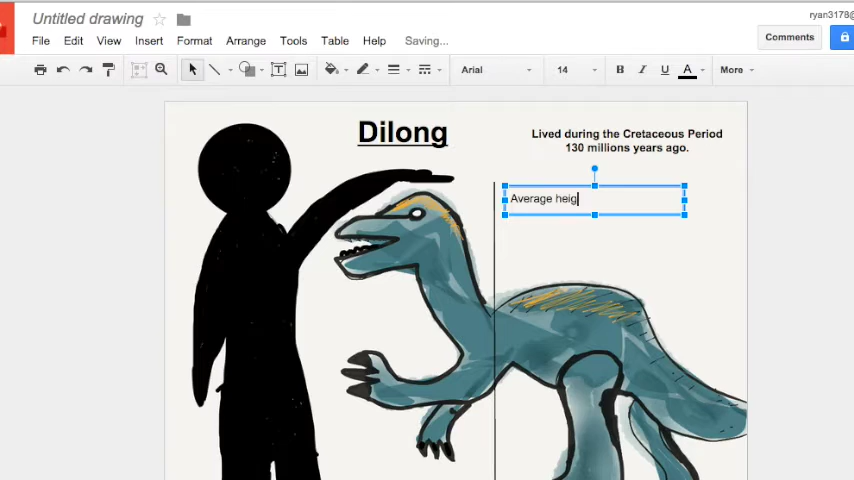 Untitled drawing
ryan3178@
File Edit View Insert Format Arrange Tools Table Help Saving...
Comments
Arial 14 B I U A More
Dilong
Lived during the Cretaceous Period
130 millions years ago.
Average heig